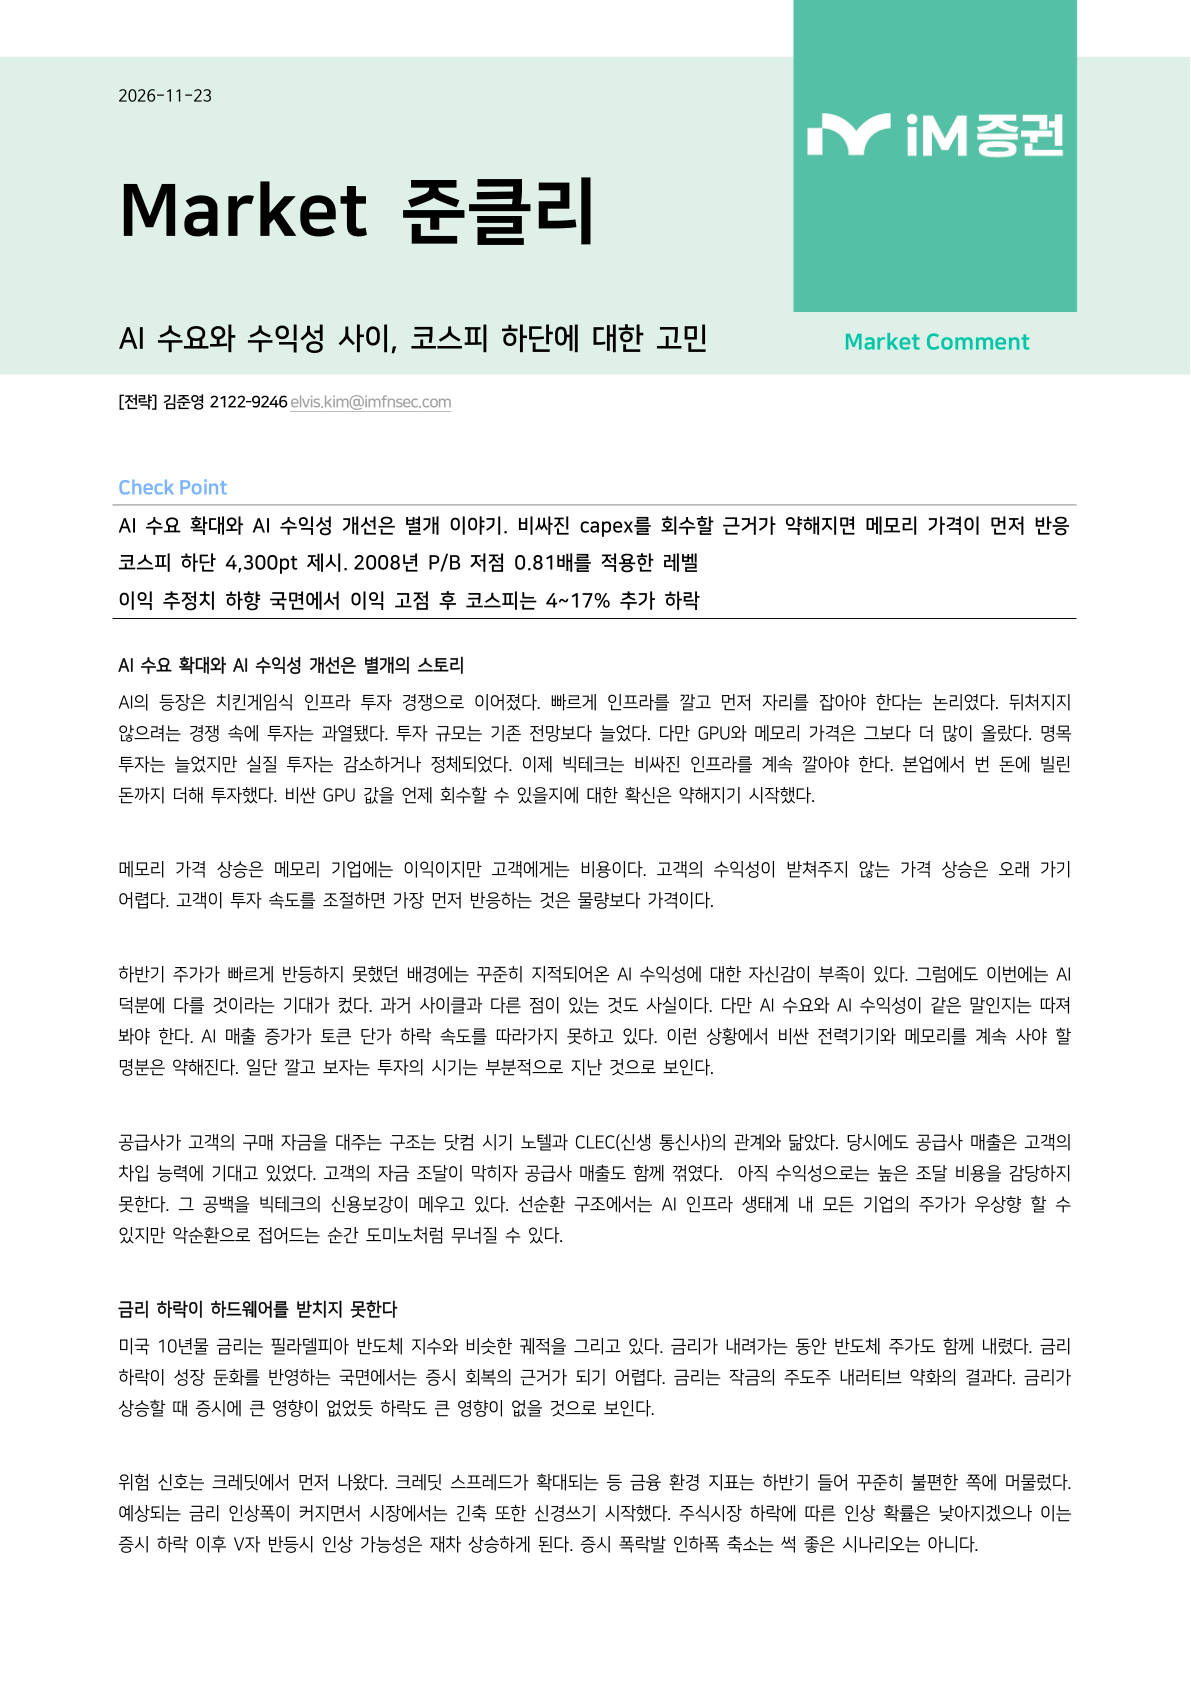 2026-11-23
iM증권
Market 준클리
AI 수요와 수익성 사이, 코스피 하단에 대한 고민
Market Comment
[전략] 김준영 2122-9246 elvis.kim@imfnsec.com
Check Point
AI 수요 확대와 AI 수익성 개선은 별개 이야기. 비싸진 capex를 회수할 근거가 약해지면 메모리 가격이 먼저 반응
코스피 하단 4,300pt 제시. 2008년 P/B 저점 0.81배를 적용한 레벨
이익 추정치 하향 국면에서 이익 고점 후 코스피는 4~17% 추가 하락
AI 수요 확대와 AI 수익성 개선은 별개의 스토리
AI의 등장은 치킨게임식 인프라 투자 경쟁으로 이어졌다. 빠르게 인프라를 깔고 먼저 자리를 잡아야 한다는 논리였다. 뒤처지지
않으려는 경쟁 속에 투자는 과열됐다. 투자 규모는 기존 전망보다 늘었다. 다만 GPU와 메모리 가격은 그보다 더 많이 올랐다. 명목
투자는 늘었지만 실질 투자는 감소하거나 정체되었다. 이제 빅테크는 비싸진 인프라를 계속 깔아야 한다. 본업에서 번 돈에 빌린
돈까지 더해 투자했다. 비싼 GPU 값을 언제 회수할 수 있을지에 대한 확신은 약해지기 시작했다.
메모리 가격 상승은 메모리 기업에는 이익이지만 고객에게는 비용이다. 고객의 수익성이 받쳐주지 않는 가격 상승은 오래 가기
어렵다. 고객이 투자 속도를 조절하면 가장 먼저 반응하는 것은 물량보다 가격이다.
하반기 주가가 빠르게 반등하지 못했던 배경에는 꾸준히 지적되어온 AI 수익성에 대한 자신감이 부족이 있다. 그럼에도 이번에는 AI
덕분에 다를 것이라는 기대가 컸다. 과거 사이클과 다른 점이 있는 것도 사실이다. 다만 AI 수요와 AI 수익성이 같은 말인지는 따져
봐야 한다. AI 매출 증가가 토큰 단가 하락 속도를 따라가지 못하고 있다. 이런 상황에서 비싼 전력기기와 메모리를 계속 사야 할
명분은 약해진다. 일단 깔고 보자는 투자의 시기는 부분적으로 지난 것으로 보인다.
공급사가 고객의 구매 자금을 대주는 구조는 닷컴 시기 노텔과 CLEC(신생 통신사)의 관계와 닮았다. 당시에도 공급사 매출은 고객의
차입 능력에 기대고 있었다. 고객의 자금 조달이 막히자 공급사 매출도 함께 꺾였다. 아직 수익성으로는 높은 조달 비용을 감당하지
못한다. 그 공백을 빅테크의 신용보강이 메우고 있다. 선순환 구조에서는 AI 인프라 생태계 내 모든 기업의 주가가 우상향 할 수
있지만 악순환으로 접어드는 순간 도미노처럼 무너질 수 있다.
금리 하락이 하드웨어를 받치지 못한다
미국 10년물 금리는 필라델피아 반도체 지수와 비슷한 궤적을 그리고 있다. 금리가 내려가는 동안 반도체 주가도 함께 내렸다. 금리
하락이 성장 둔화를 반영하는 국면에서는 증시 회복의 근거가 되기 어렵다. 금리는 작금의 주도주 내러티브 약화의 결과다. 금리가
상승할 때 증시에 큰 영향이 없었듯 하락도 큰 영향이 없을 것으로 보인다.
위험 신호는 크레딧에서 먼저 나왔다. 크레딧 스프레드가 확대되는 등 금융 환경 지표는 하반기 들어 꾸준히 불편한 쪽에 머물렀다.
예상되는 금리 인상폭이 커지면서 시장에서는 긴축 또한 신경쓰기 시작했다. 주식시장 하락에 따른 인상 확률은 낮아지겠으나 이는
증시 하락 이후 V자 반등시 인상 가능성은 재차 상승하게 된다. 증시 폭락발 인하폭 축소는 썩 좋은 시나리오는 아니다.